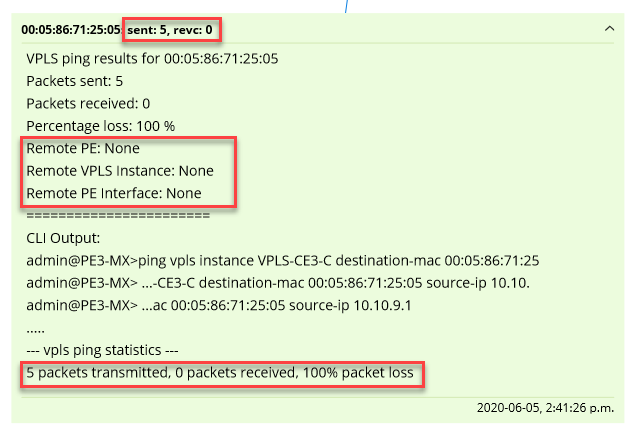 00:05:86:71:25:05: sent: 5, revc: 0
VPLS ping results for 00:05:86:71:25:05
Packets sent: 5
Packets received: 0
Percentage loss: 100 %
Remote PE: None
Remote VPLS Instance: None
Remote PE Interface: None
=======================
CLI Output:
admin@PE3-MX>ping vpls instance VPLS-CE3-C destination-mac 00:05:86:71:25
admin@PE3-MX> ...-CE3-C destination-mac 00:05:86:71:25:05 source-ip 10.10.
admin@PE3-MX> ...ac 00:05:86:71:25:05 source-ip 10.10.9.1
.....
--- vpls ping statistics ---
5 packets transmitted, 0 packets received, 100% packet loss
2020-06-05, 2:41:26 p.m.